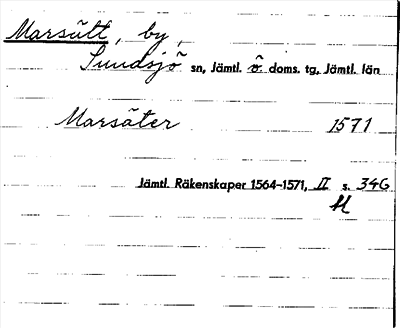 Marsätt, by,
Sundsjö sn, Jämtl. ö. doms. tg, Jämtl. län
Marsäter 1571
Jämtl. Räkenskaper 1564-1571, II s. 346
M